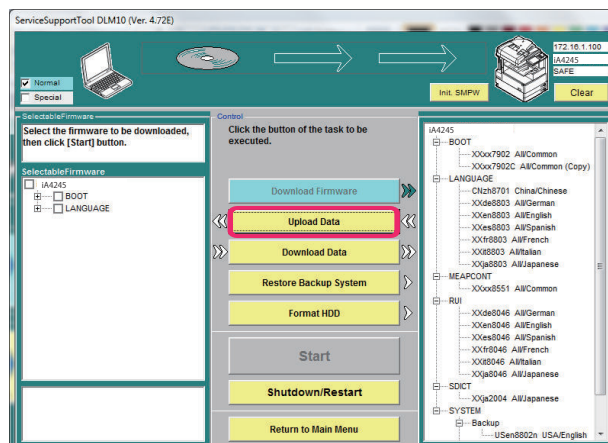 ServiceSupportTool DLM10 (Ver. 4.72E)
172.16.1.100
iA4245
SAFE
Normal
Special
Init. SMPW
Clear
SelectableFirmware
Select the firmware to be downloaded,
then click [Start] button.
SelectableFirmware
iA4245
BOOT
LANGUAGE
Control
Click the button of the task to be
executed.
Download Firmware
Upload Data
Download Data
Restore Backup System
Format HDD
Start
Shutdown/Restart
Return to Main Menu
iA4245
BOOT
XXxx7902 All/Common
XXxx7902C All/Common (Copy)
LANGUAGE
CNzh8701 China/Chinese
XXde8803 All/German
XXen8803 All/English
XXes8803 All/Spanish
XXfr8803 All/French
XXit8803 All/Italian
XXja8803 All/Japanese
MEAPCONT
XXxx8551 All/Common
RUI
XXde8046 All/German
XXen8046 All/English
XXes8046 All/Spanish
XXfr8046 All/French
XXit8046 All/Italian
XXja8046 All/Japanese
SDICT
XXja2004 All/Japanese
SYSTEM
Backup
USen8802n USA/English